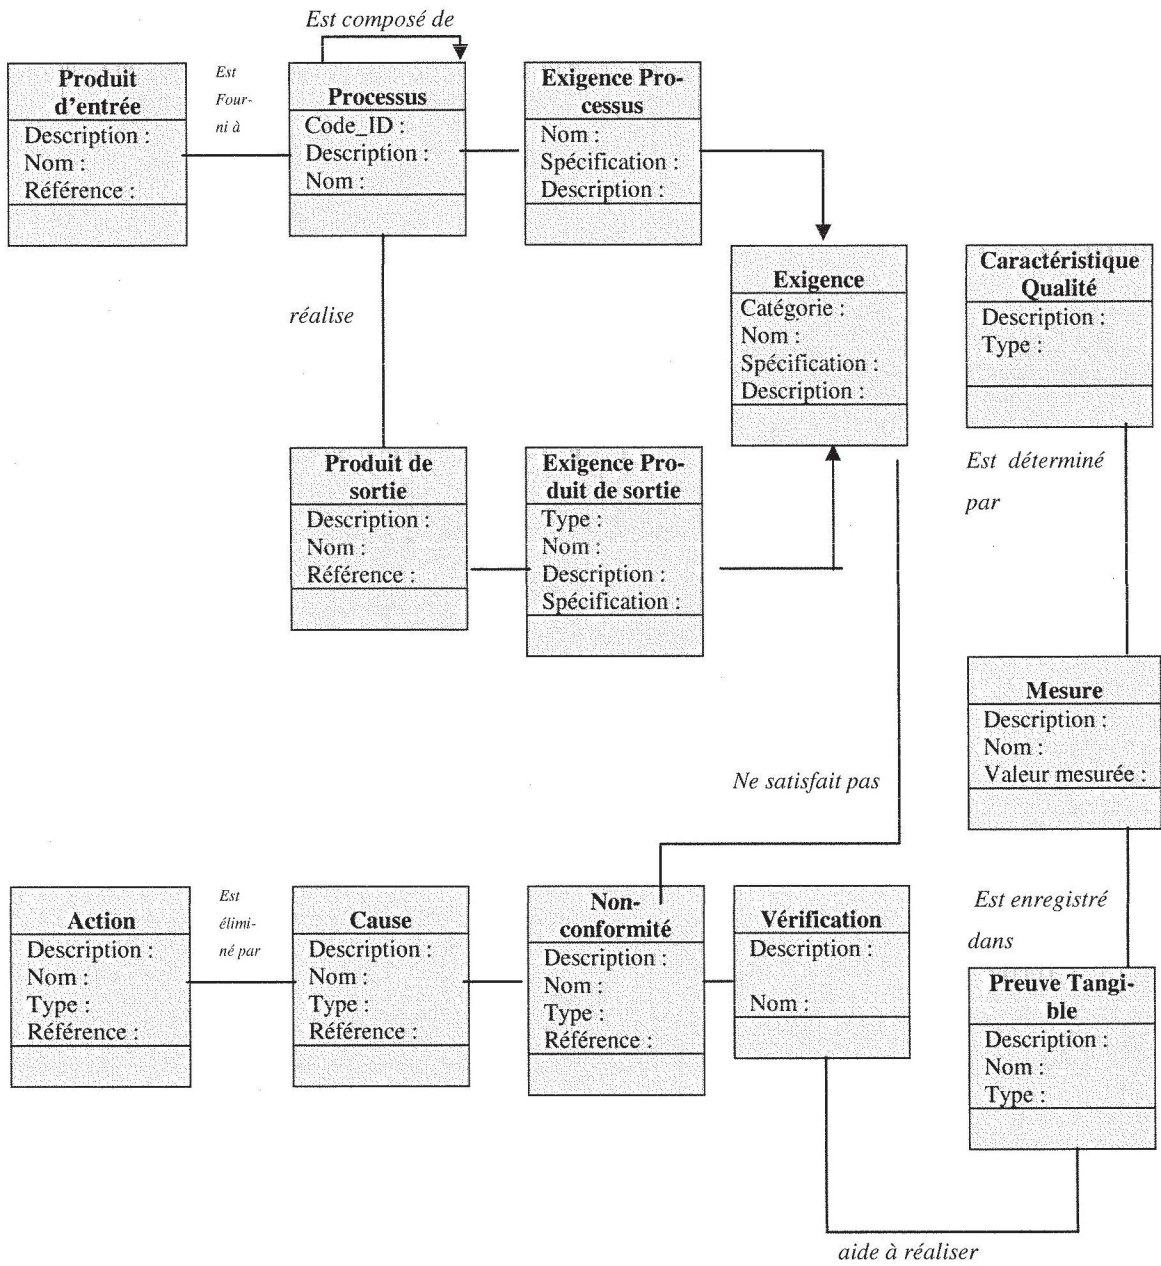 Est composé de
Produit
d'entrée
Description :
Nom :
Référence :
Est
Four-
ni à
Processus
Code_ID :
Description :
Nom :
Exigence Pro-
cessus
Nom :
Spécification :
Description :
réalise
Exigence
Catégorie :
Nom :
Spécification :
Description :
Caractéristique
Qualité
Description :
Type :
Produit de
sortie
Description :
Nom :
Référence :
Exigence Pro-
duit de sortie
Type :
Nom :
Description :
Spécification :
Est déterminé
par
Mesure
Description :
Nom :
Valeur mesurée :
Ne satisfait pas
Action
Description :
Nom :
Type :
Référence :
Est
élimi-
né par
Cause
Description :
Nom :
Type :
Référence :
Non-
conformité
Description :
Nom :
Type :
Référence :
Vérification
Description :
Nom :
Est enregistré
dans
Preuve Tangi-
ble
Description :
Nom :
Type :
aide à réaliser